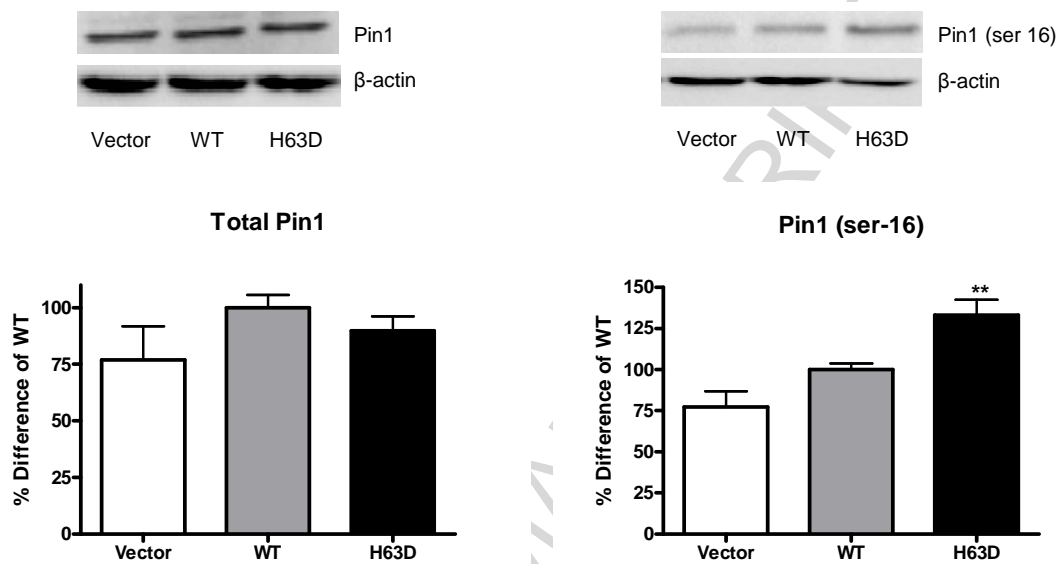 Pin1
β-actin
Vector WT H63D
Pin1 (ser 16)
β-actin
Vector WT H63D
Total Pin1
% Difference of WT
100
75
50
25
0
Vector WT H63D
Pin1 (ser-16)
% Difference of WT
150
125
100
75
50
25
0
**
Vector WT H63D